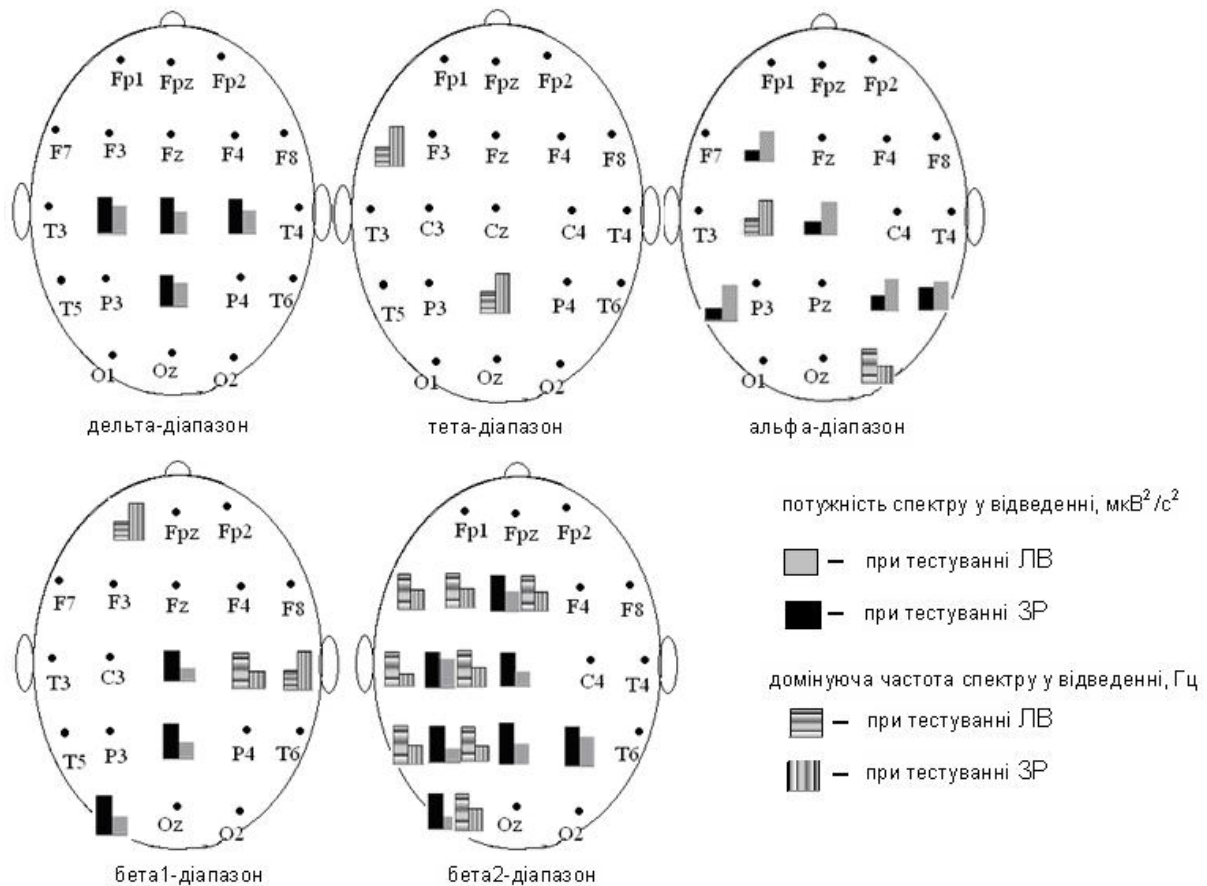 Fp1 Fpz Fp2
F7 F3 Fz F4 F8
T3 T4
T5 P3 P4 T6
O1 Oz O2
дельта-діапазон
Fp1 Fpz Fp2
F3 Fz F4 F8
T3 C3 Cz C4 T4
T5 P3 P4 T6
O1 Oz O2
тета-діапазон
Fp1 Fpz Fp2
F7 Fz F4 F8
T3 C4 T4
P3 Pz
O1 Oz
альфа-діапазон
Fpz Fp2
F7 F3 Fz F4 F8
T3 C3
T5 P3 P4 T6
Oz O2
бета1-діапазон
Fp1 Fpz Fp2
F4 F8
C4 T4
T6
Oz O2
бета2-діапазон
потужність спектру у відведенні, мкВ²/с²
– при тестуванні ЛВ
– при тестуванні ЗР
домінуюча частота спектру у відведенні, Гц
– при тестуванні ЛВ
– при тестуванні ЗР